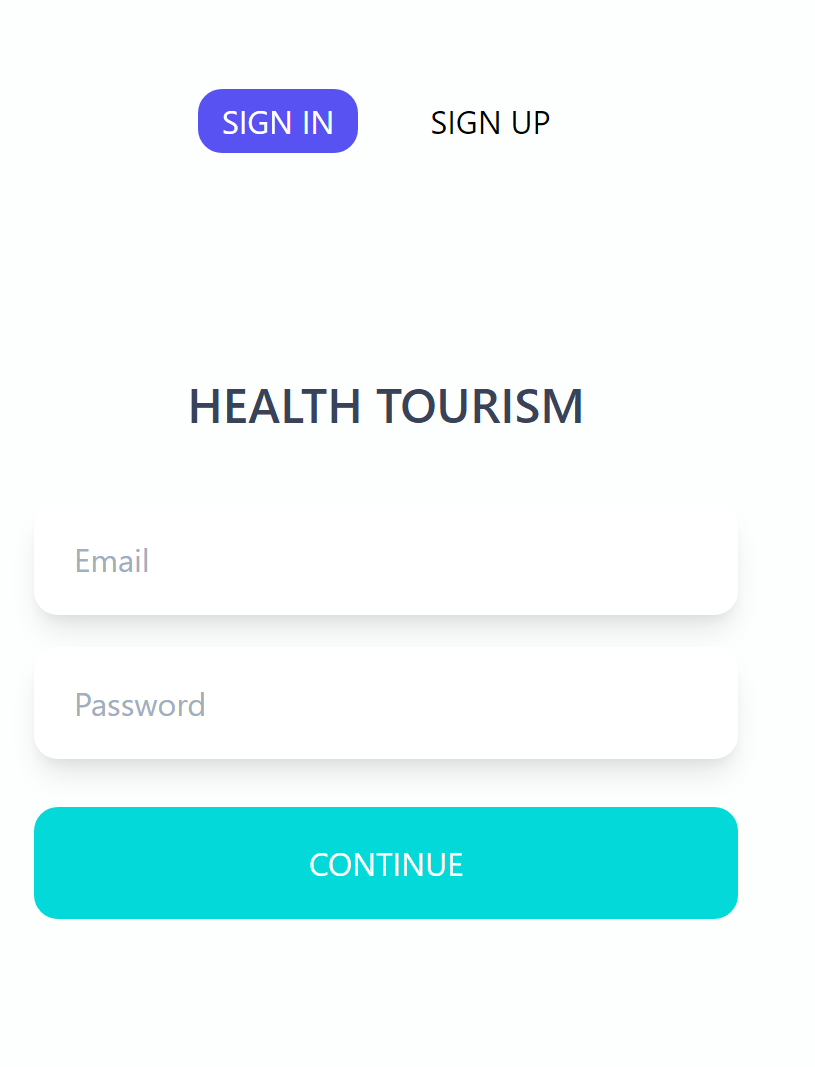 SIGN IN SIGN UP
HEALTH TOURISM
Email
Password
CONTINUE